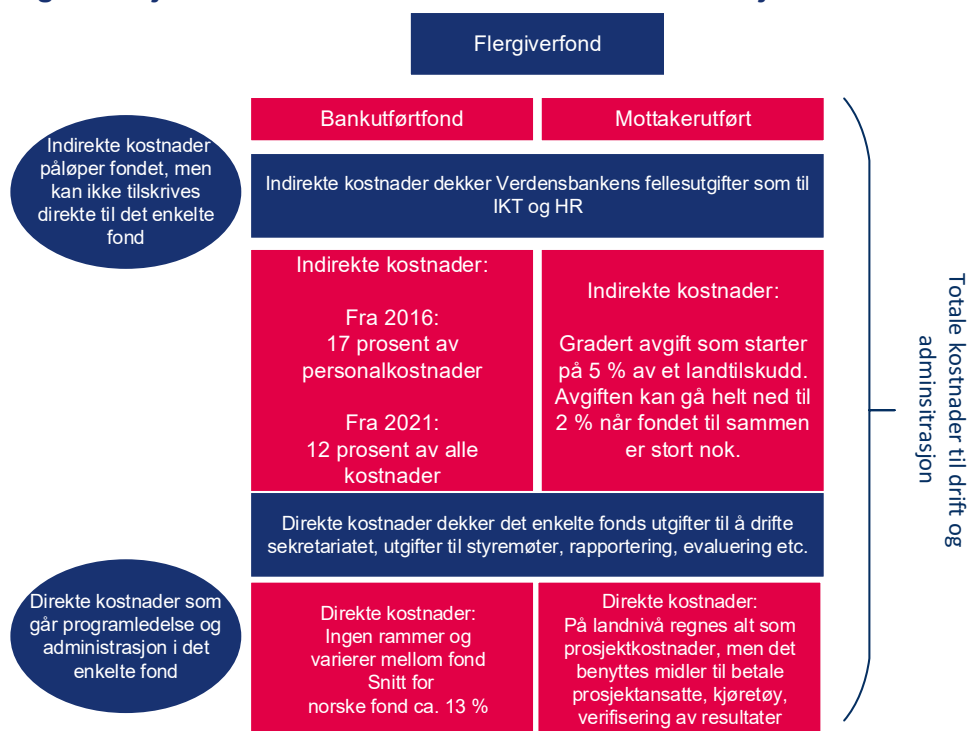 Flergiverfond
Bankutførtfond
Mottakerutført
Indirekte kostnader
påløper fondet, men
kan ikke tilskrives
direkte til det enkelte
fond
Indirekte kostnader dekker Verdensbankens fellesutgifter som til
IKT og HR
Indirekte kostnader:
Fra 2016:
17 prosent av
personalkostnader
Fra 2021:
12 prosent av alle
kostnader
Indirekte kostnader:
Gradert avgift som starter
på 5 % av et landtilskudd.
Avgiften kan gå helt ned til
2 % når fondet til sammen
er stort nok.
Direkte kostnader dekker det enkelte fonds utgifter til å drifte
sekretariatet, utgifter til styremøter, rapportering, evaluering etc.
Direkte kostnader som
går programledelse og
administrasjon i det
enkelte fond
Direkte kostnader:
Ingen rammer og
varierer mellom fond
Snitt for
norske fond ca. 13 %
Direkte kostnader:
På landnivå regnes alt som
prosjektkostnader, men det
benyttes midler til betale
prosjektansatte, kjøretøy,
verifisering av resultater
Totale kostnader til drift og
adminsitrasjon